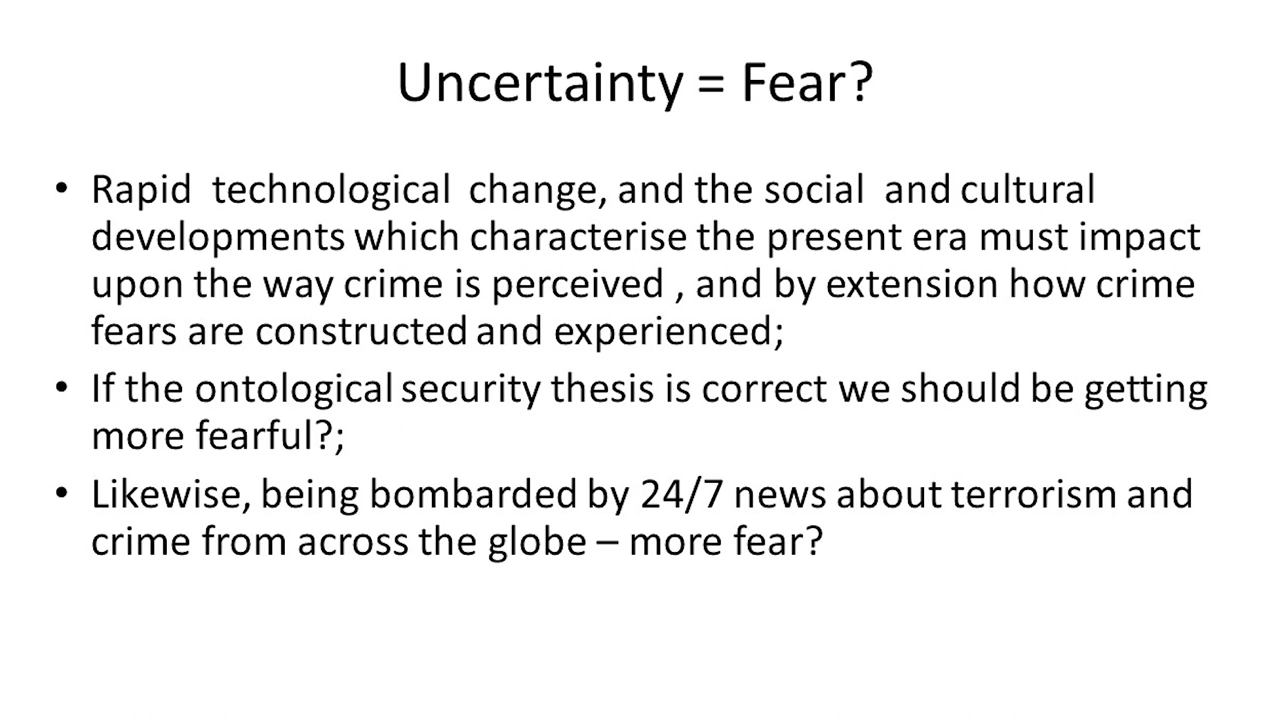 Uncertainty = Fear?
• Rapid technological change, and the social and cultural
developments which characterise the present era must impact
upon the way crime is perceived , and by extension how crime
fears are constructed and experienced;
• If the ontological security thesis is correct we should be getting
more fearful?;
• Likewise, being bombarded by 24/7 news about terrorism and
crime from across the globe – more fear?